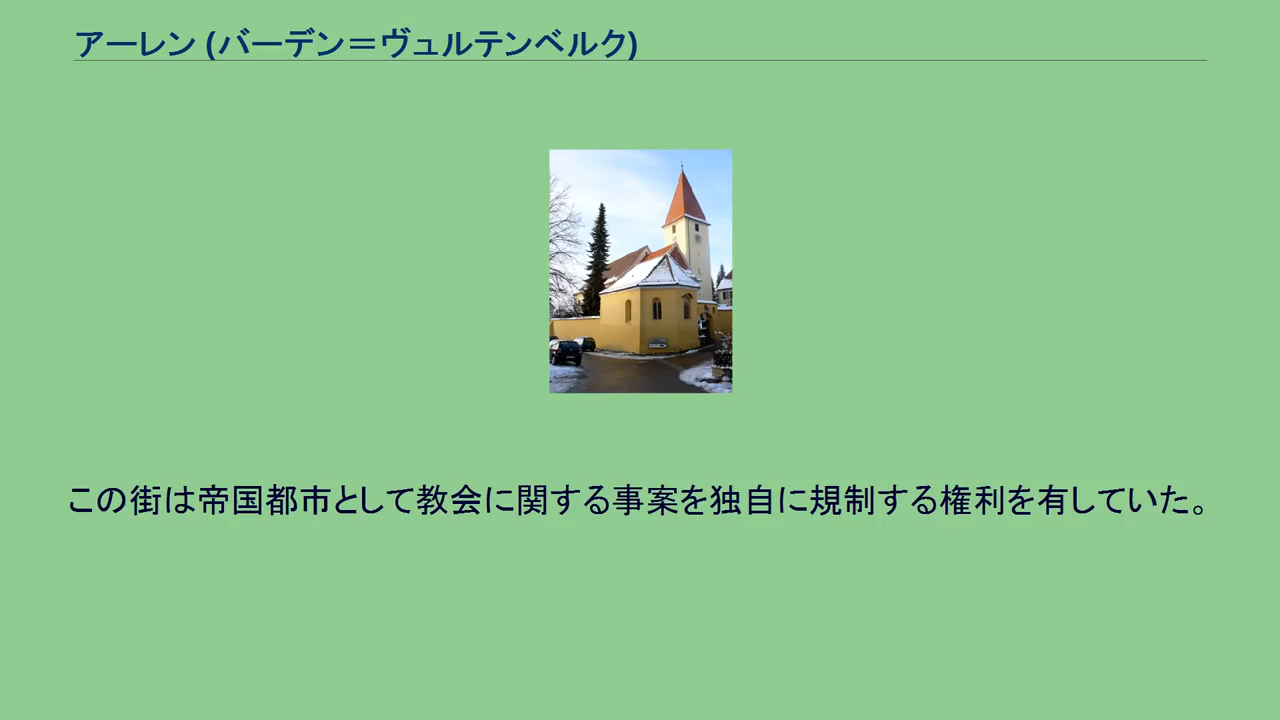 アーレン (バーデン＝ヴュルテンベルク)
この街は帝国都市として教会に関する事案を独自に規制する権利を有していた。